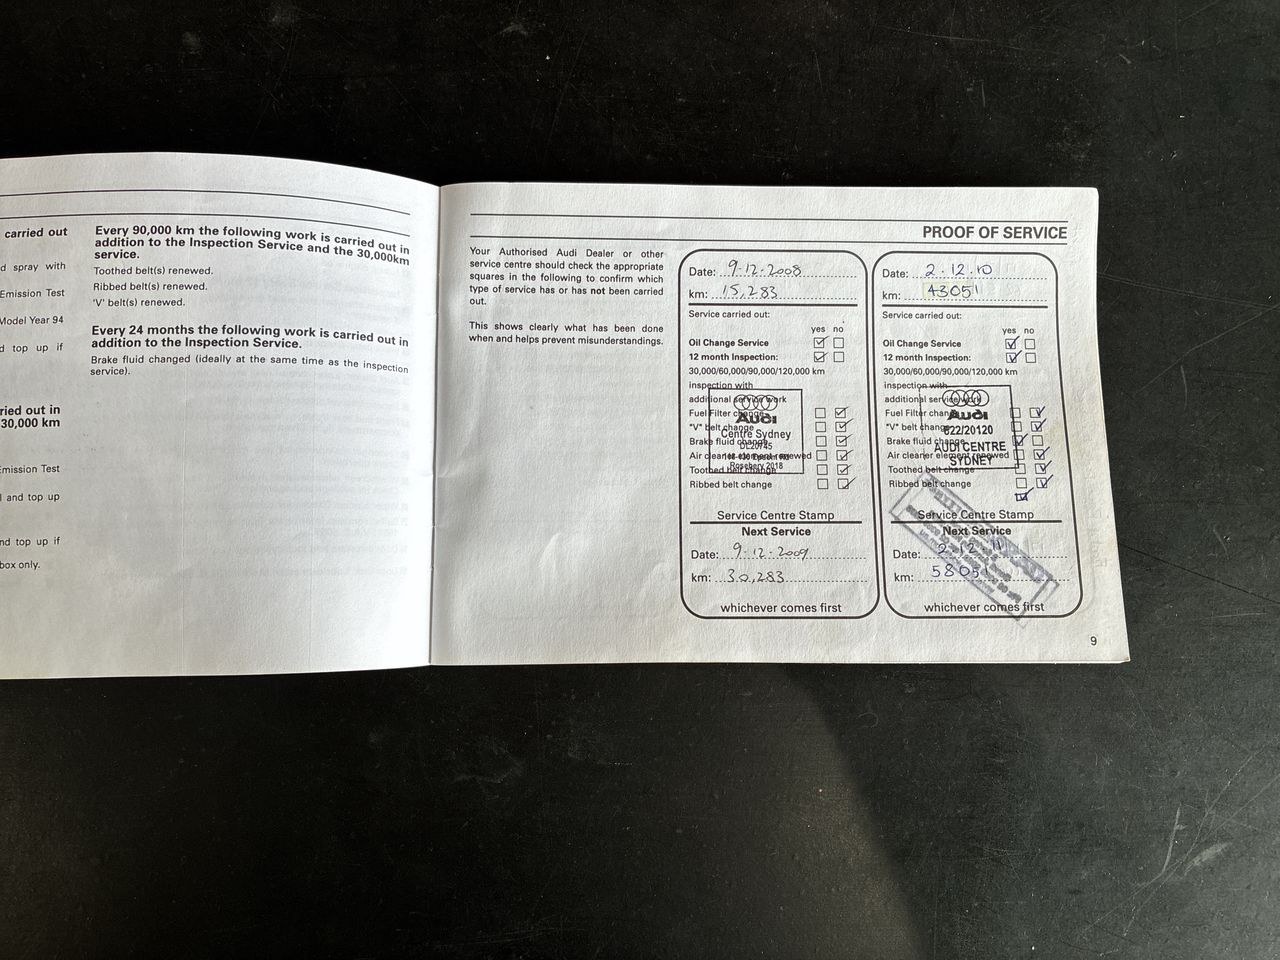 carried out
d spray with
Emission Test
Model Year 94
d top up if
ried out in
30,000 km
Emission Test
l and top up
nd top up if
box only.
Every 90,000 km the following work is carried out in
addition to the Inspection Service and the 30,000km
service.
Toothed belt(s) renewed.
Ribbed belt(s) renewed.
'V' belt(s) renewed.
Every 24 months the following work is carried out in
addition to the Inspection Service.
Brake fluid changed (ideally at the same time as the inspection
service).
PROOF OF SERVICE
Your Authorised Audi Dealer or other
service centre should check the appropriate
squares in the following to confirm which
type of service has or has not been carried
out.
This shows clearly what has been done
when and helps prevent misunderstandings.
Date: 9-12-2008
km: 15,283
Service carried out:
yes no
Oil Change Service
12 month Inspection:
30,000/60,000/90,000/120,000 km
inspection with
additional service work
Fuel Filter change
"V" belt change
Brake fluid change
Air cleaner element renewed
Toothed belt change
Ribbed belt change
Audi
Centre Sydney
Rosebery 2018
Service Centre Stamp
Next Service
Date: 9-12-2009
km: 30,283
whichever comes first
Date: 2.12.10
km: 43051
Service carried out:
yes no
Oil Change Service
12 month Inspection:
30,000/60,000/90,000/120,000 km
inspection with
additional service work
Fuel Filter change
"V" belt change
Brake fluid change
Air cleaner element renewed
Toothed belt change
Ribbed belt change
Audi
622/20120
AUDI CENTRE
SYDNEY
Service Centre Stamp
Next Service
Date: 2.12.11
km: 58051
whichever comes first
9